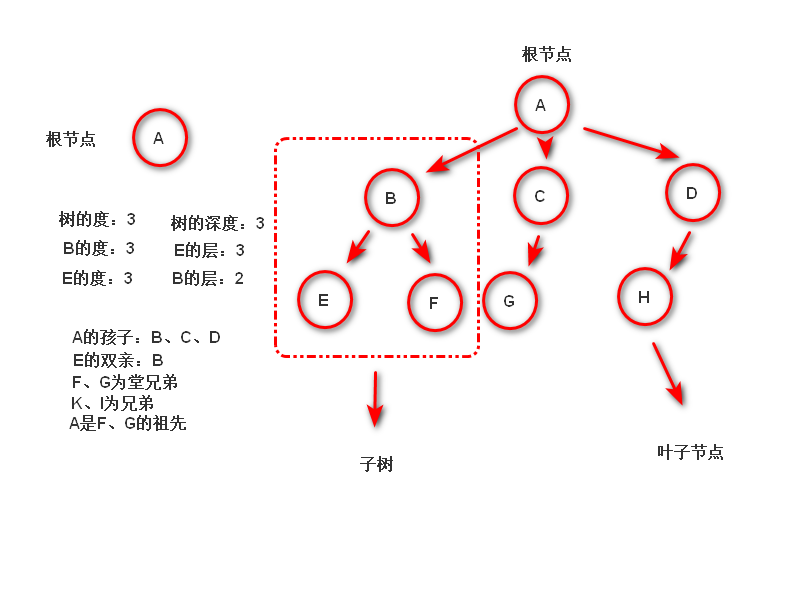 根节点
A
根节点
A
B
C
D
树的度：3
树的深度：3
B的度：3
E的层：3
E的度：3
B的层：2
E
F
G
H
A的孩子：B、C、D
E的双亲：B
F、G为堂兄弟
K、I为兄弟
A是F、G的祖先
子树
叶子节点